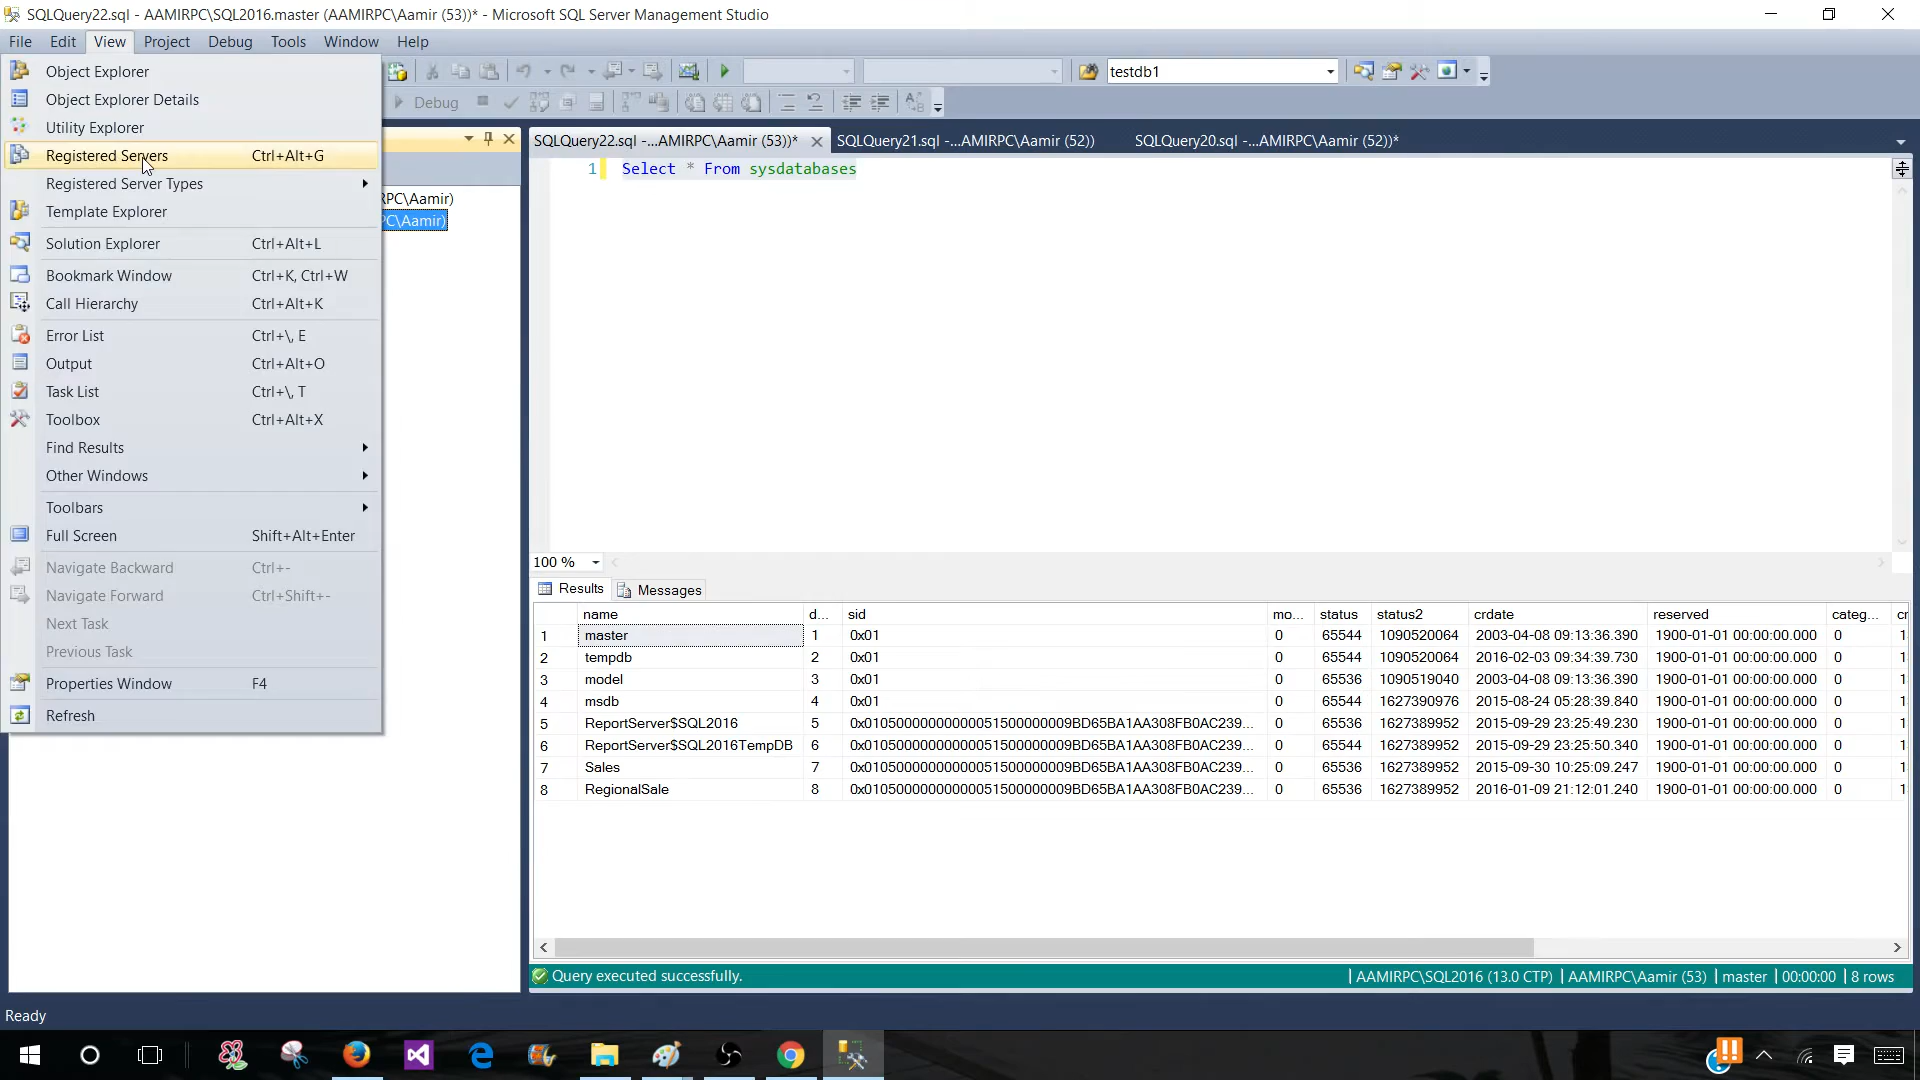 SQLQuery22.sql - AAMIRPC\SQL2016.master (AAMIRPC\Aamir (53))* - Microsoft SQL Server Management Studio
File Edit View Project Debug Tools Window Help
Object Explorer
Object Explorer Details
Utility Explorer
Registered Servers Ctrl+Alt+G
Registered Server Types
Template Explorer
Solution Explorer Ctrl+Alt+L
Bookmark Window Ctrl+K, Ctrl+W
Call Hierarchy Ctrl+Alt+K
Error List Ctrl+\, E
Output Ctrl+Alt+O
Task List Ctrl+\, T
Toolbox Ctrl+Alt+X
Find Results
Other Windows
Toolbars
Full Screen Shift+Alt+Enter
Navigate Backward Ctrl+-
Navigate Forward Ctrl+Shift+-
Next Task
Previous Task
Properties Window F4
Refresh
testdb1
Debug
RPC\Aamir)
PC\Aamir)
SQLQuery22.sql -...AMIRPC\Aamir (53))* SQLQuery21.sql -...AMIRPC\Aamir (52)) SQLQuery20.sql -...AMIRPC\Aamir (52))*
1 Select * From sysdatabases
100 %
Results Messages
name d... sid mo... status status2 crdate reserved categ... cr
1 master 1 0x01 0 65544 1090520064 2003-04-08 09:13:36.390 1900-01-01 00:00:00.000 0 1
2 tempdb 2 0x01 0 65544 1090520064 2016-02-03 09:34:39.730 1900-01-01 00:00:00.000 0 1
3 model 3 0x01 0 65536 1090519040 2003-04-08 09:13:36.390 1900-01-01 00:00:00.000 0 1
4 msdb 4 0x01 0 65544 1627390976 2015-08-24 05:28:39.840 1900-01-01 00:00:00.000 0 1
5 ReportServer$SQL2016 5 0x010500000000000515000000009BD65BA1AA308FB0AC239... 0 65536 1627389952 2015-09-29 23:25:49.230 1900-01-01 00:00:00.000 0 1
6 ReportServer$SQL2016TempDB 6 0x010500000000000515000000009BD65BA1AA308FB0AC239... 0 65544 1627389952 2015-09-29 23:25:50.340 1900-01-01 00:00:00.000 0 1
7 Sales 7 0x010500000000000515000000009BD65BA1AA308FB0AC239... 0 65536 1627389952 2015-09-30 10:25:09.247 1900-01-01 00:00:00.000 0 1
8 RegionalSale 8 0x010500000000000515000000009BD65BA1AA308FB0AC239... 0 65536 1627389952 2016-01-09 21:12:01.240 1900-01-01 00:00:00.000 0 1
Query executed successfully. AAMIRPC\SQL2016 (13.0 CTP) AAMIRPC\Aamir (53) master 00:00:00 8 rows
Ready